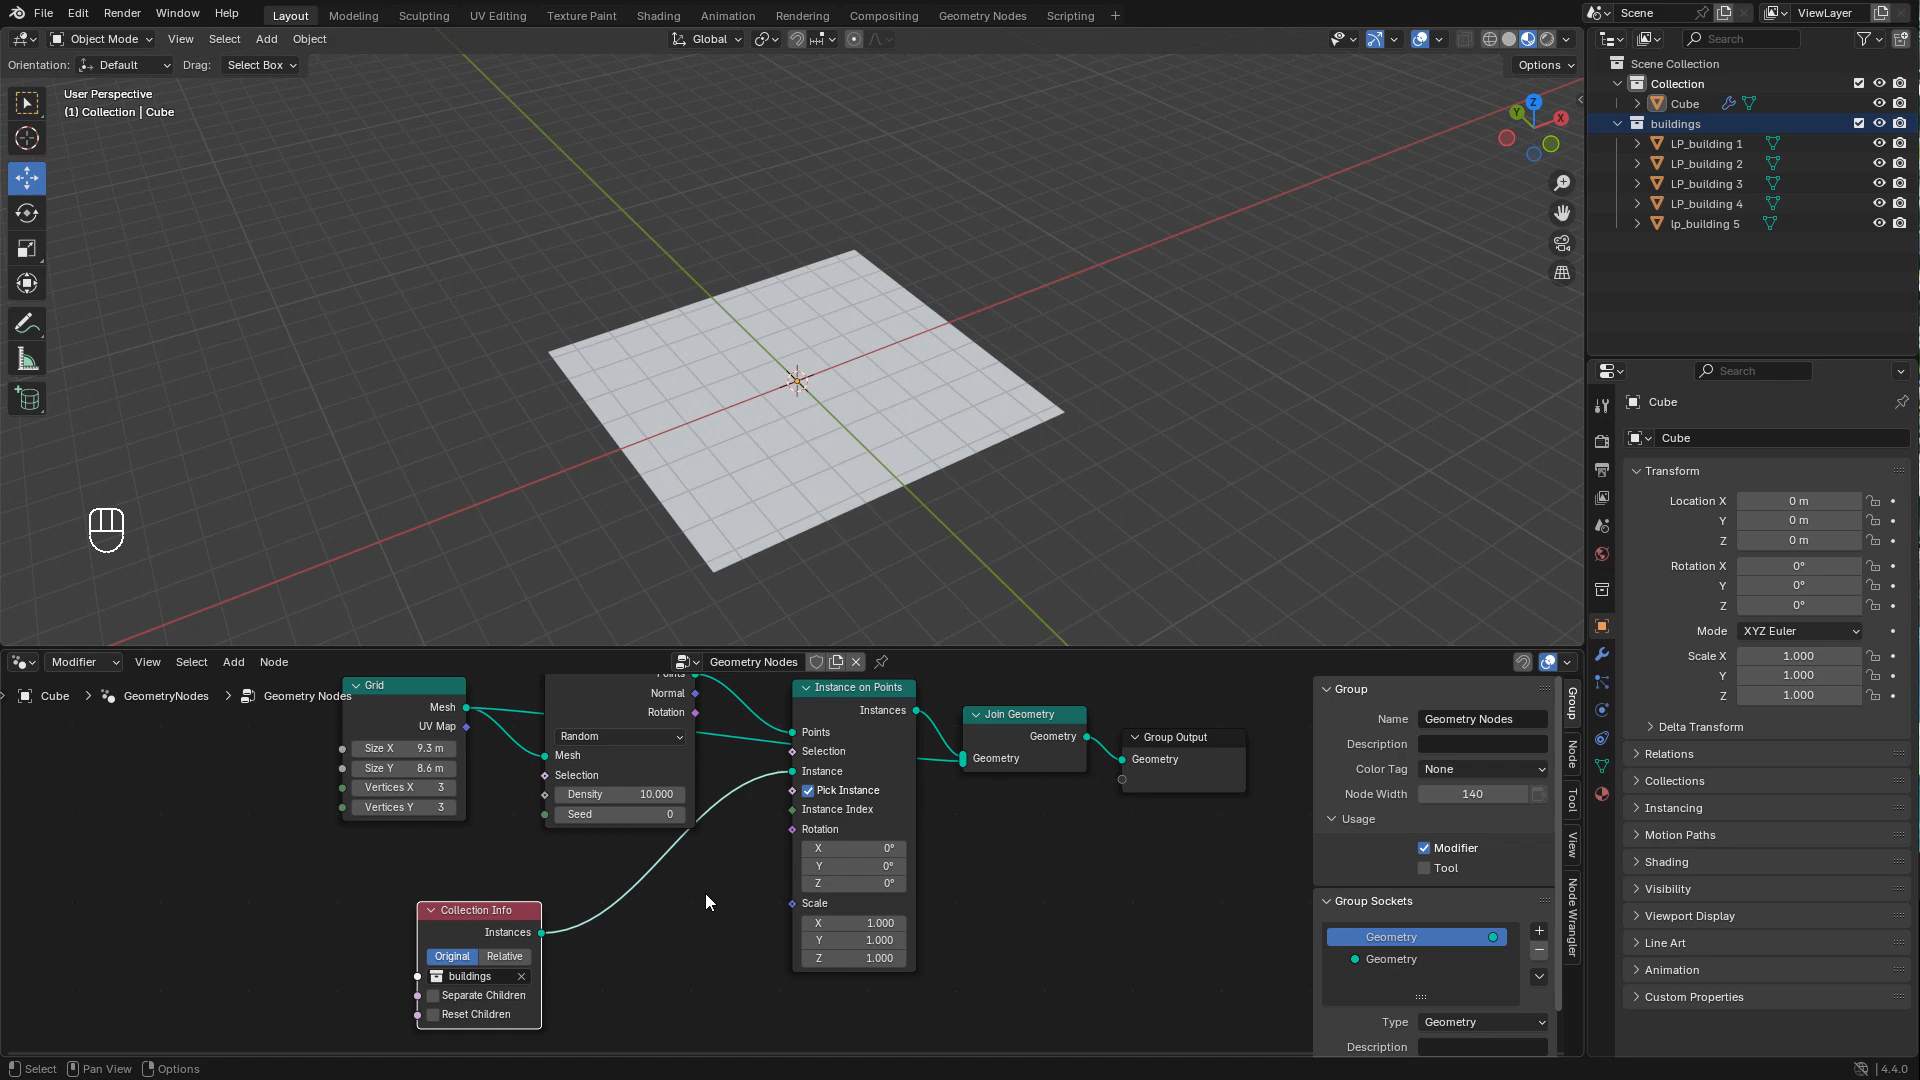 File Edit Render Window Help Layout Modeling Sculpting UV Editing Texture Paint Shading Animation Rendering Compositing Geometry Nodes Scripting + Scene ViewLayer
Object Mode View Select Add Object Global Search
Orientation: Default Drag: Select Box Options
User Perspective
(1) Collection | Cube
Z
Y
X
Scene Collection
Collection
Cube
buildings
LP_building 1
LP_building 2
LP_building 3
LP_building 4
lp_building 5
Search
Cube
Cube
Transform
Location X 0 m
Y 0 m
Z 0 m
Rotation X 0°
Y 0°
Z 0°
Mode XYZ Euler
Scale X 1.000
Y 1.000
Z 1.000
Delta Transform
Relations
Collections
Instancing
Motion Paths
Shading
Visibility
Viewport Display
Line Art
Animation
Custom Properties
Modifier View Select Add Node Geometry Nodes
Cube > GeometryNodes > Geometry Nodes
Grid
Mesh
UV Map
Size X 9.3 m
Size Y 8.6 m
Vertices X 3
Vertices Y 3
Points
Normal
Rotation
Random
Mesh
Selection
Density 10.000
Seed 0
Instance on Points
Instances
Points
Selection
Instance
Pick Instance
Instance Index
Rotation
X 0°
Y 0°
Z 0°
Scale
X 1.000
Y 1.000
Z 1.000
Join Geometry
Geometry
Geometry
Group Output
Geometry
Collection Info
Instances
Original Relative
buildings
Separate Children
Reset Children
Group
Name Geometry Nodes
Description
Color Tag None
Node Width 140
Usage
Modifier
Tool
Group Sockets
Geometry
Geometry
Type Geometry
Description
Group
Node
Tool
View
Node Wrangler
Select Pan View Options 4.4.0